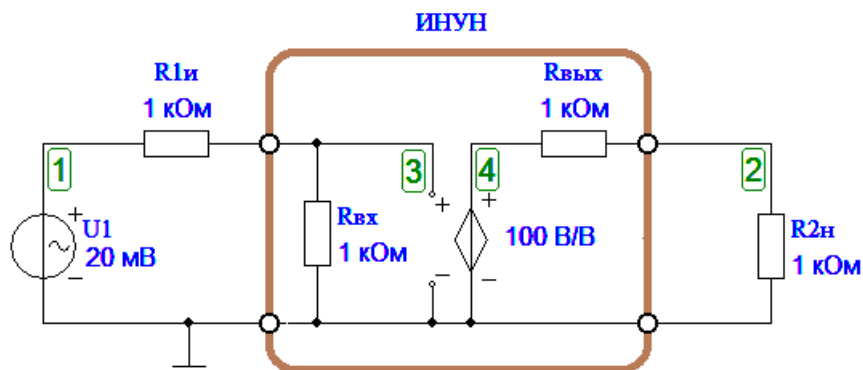 ИНУН
R1и
1 кОм
Rвых
1 кОм
1
3
4
2
+
U1
20 мВ
−
Rвх
1 кОм
+
−
+
100 В/В
−
R2н
1 кОм